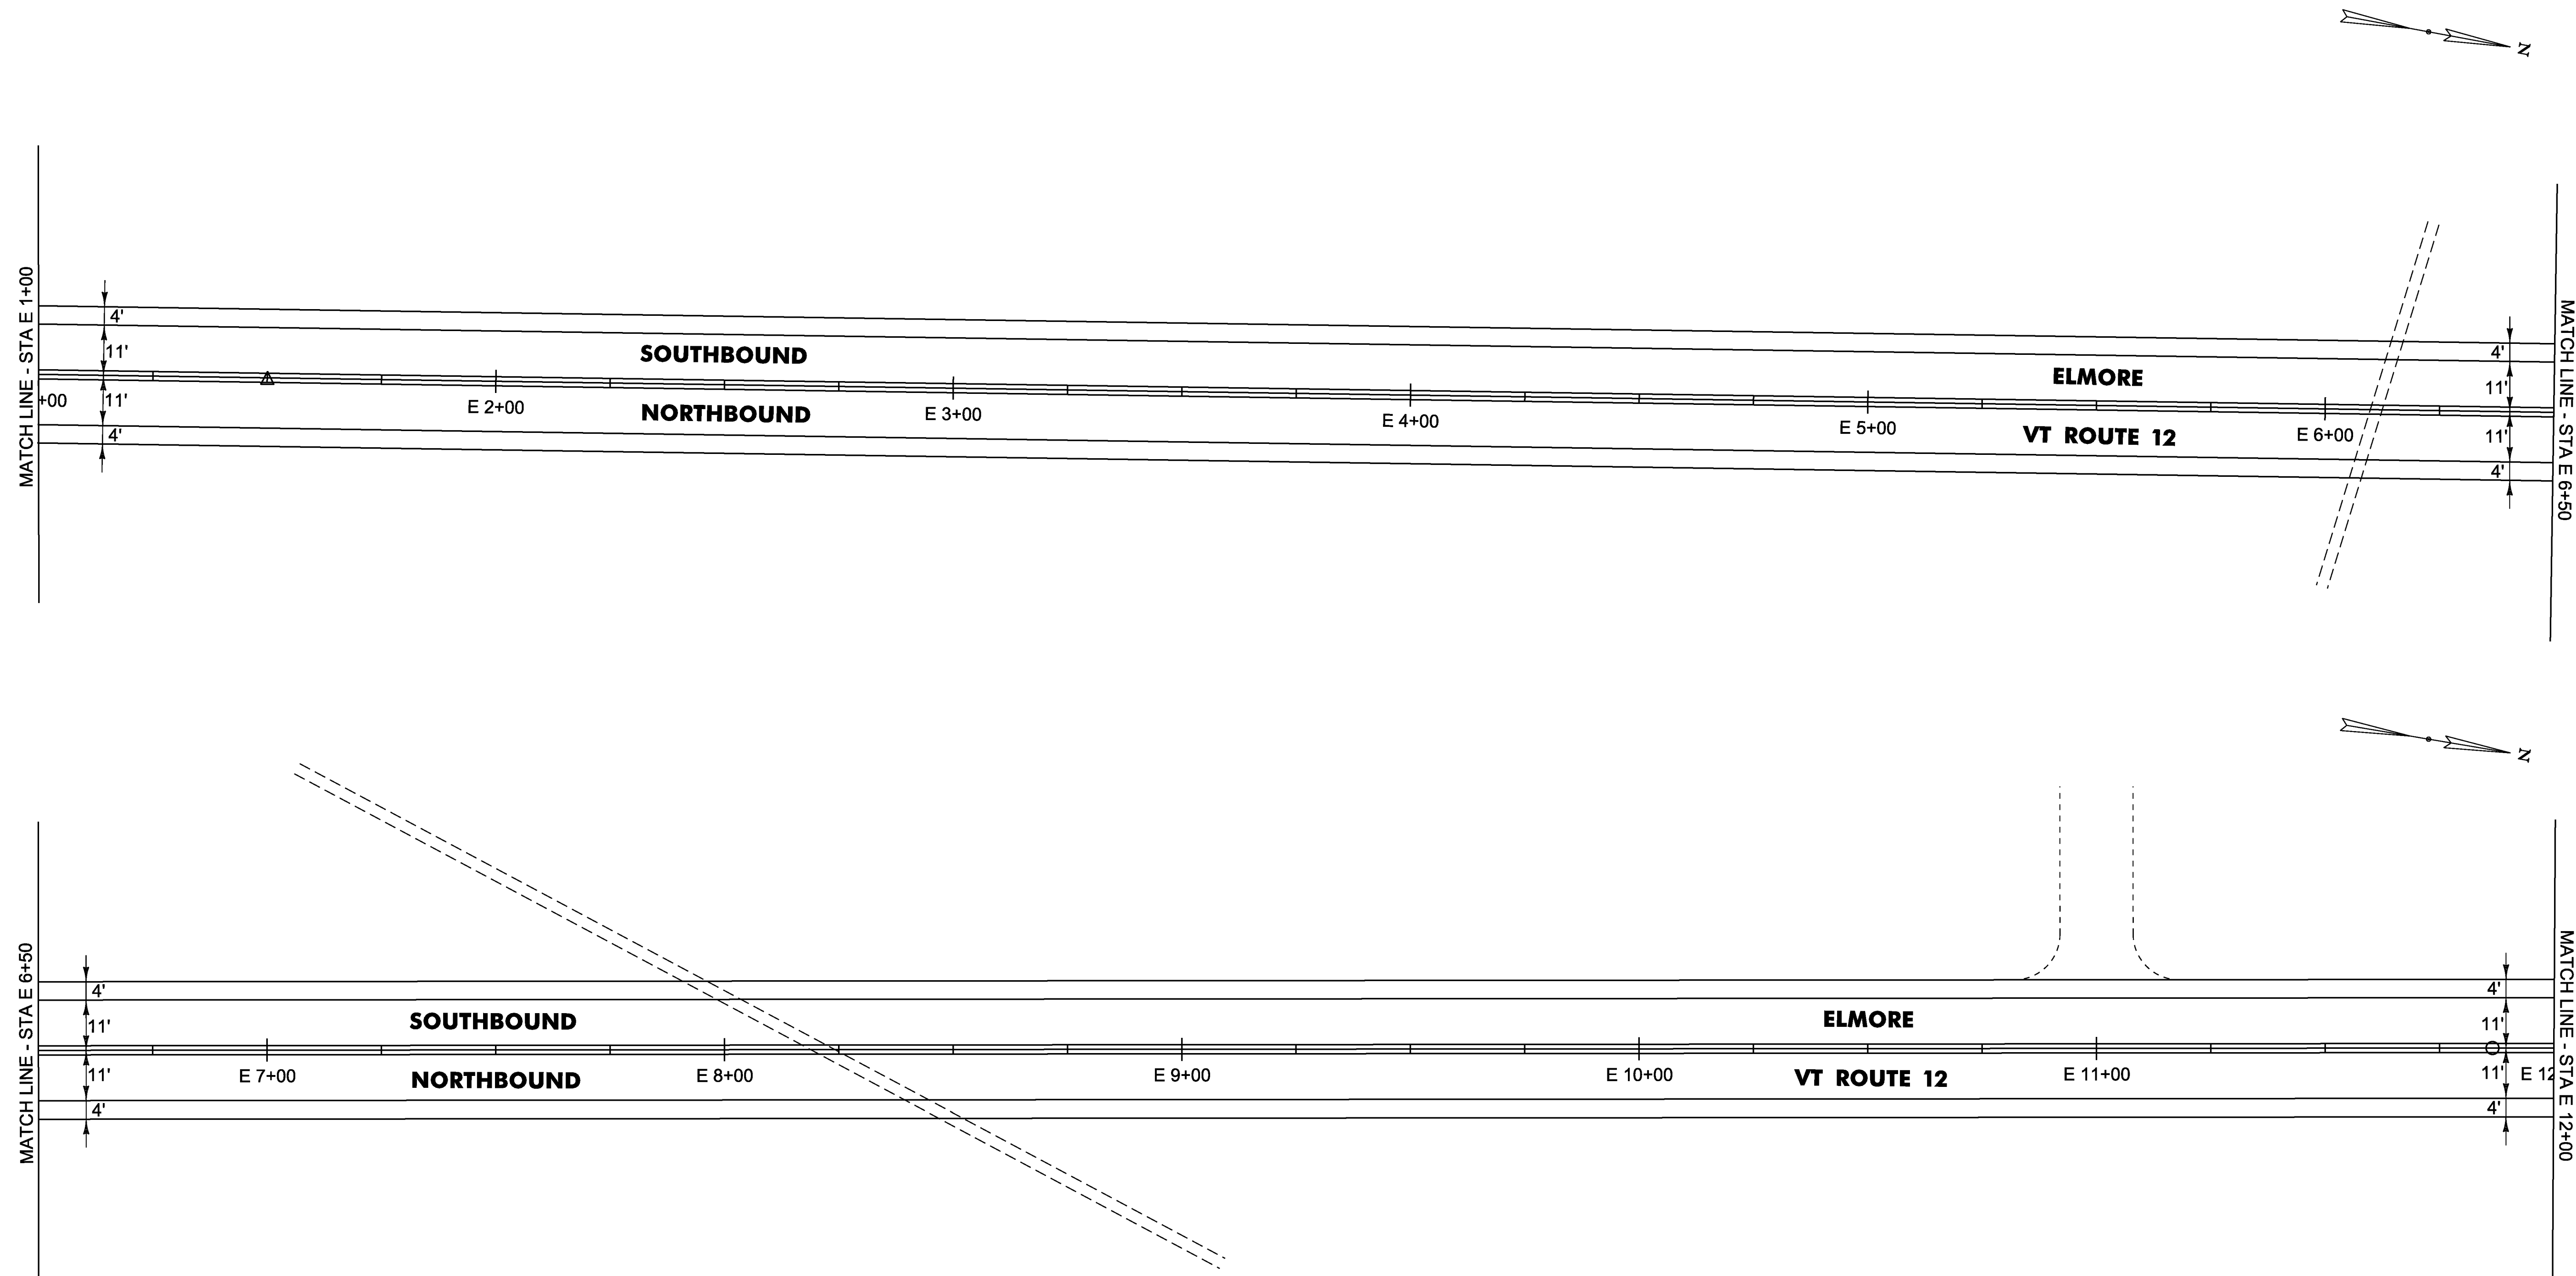 N
MATCH LINE - STA E 1+00
4'
11'
11'
4'
+00
SOUTHBOUND
NORTHBOUND
E 2+00
E 3+00
E 4+00
E 5+00
E 6+00
ELMORE
VT ROUTE 12
4'
11'
11'
4'
MATCH LINE - STA E 6+50
N
MATCH LINE - STA E 6+50
4'
11'
11'
4'
SOUTHBOUND
NORTHBOUND
E 7+00
E 8+00
E 9+00
E 10+00
E 11+00
E 12
ELMORE
VT ROUTE 12
4'
11'
11'
4'
MATCH LINE - STA E 12+00